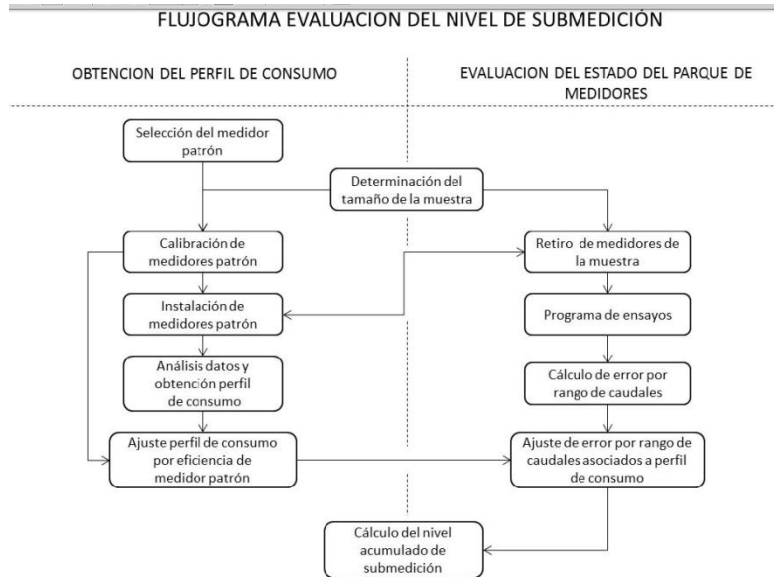 FLUJOGRAMA EVALUACION DEL NIVEL DE SUBMEDICIÓN
OBTENCION DEL PERFIL DE CONSUMO
EVALUACION DEL ESTADO DEL PARQUE DE
MEDIDORES
Selección del medidor
patrón
Determinación del
tamaño de la muestra
Calibración de
medidores patrón
Retiro de medidores de
la muestra
Instalación de
medidores patrón
Programa de ensayos
Análisis datos y
obtención perfil
de consumo
Cálculo de error por
rango de caudales
Ajuste perfil de consumo
por eficiencia de
medidor patrón
Ajuste de error por rango de
caudales asociados a perfil
de consumo
Cálculo del nivel
acumulado de
submedición